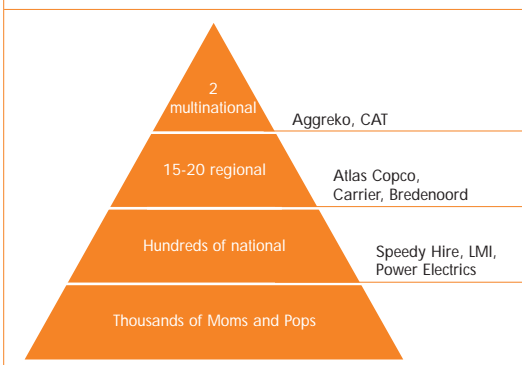 2
multinational
Aggreko, CAT
15-20 regional
Atlas Copco,
Carrier, Bredenoord
Hundreds of national
Speedy Hire, LMI,
Power Electrics
Thousands of Moms and Pops